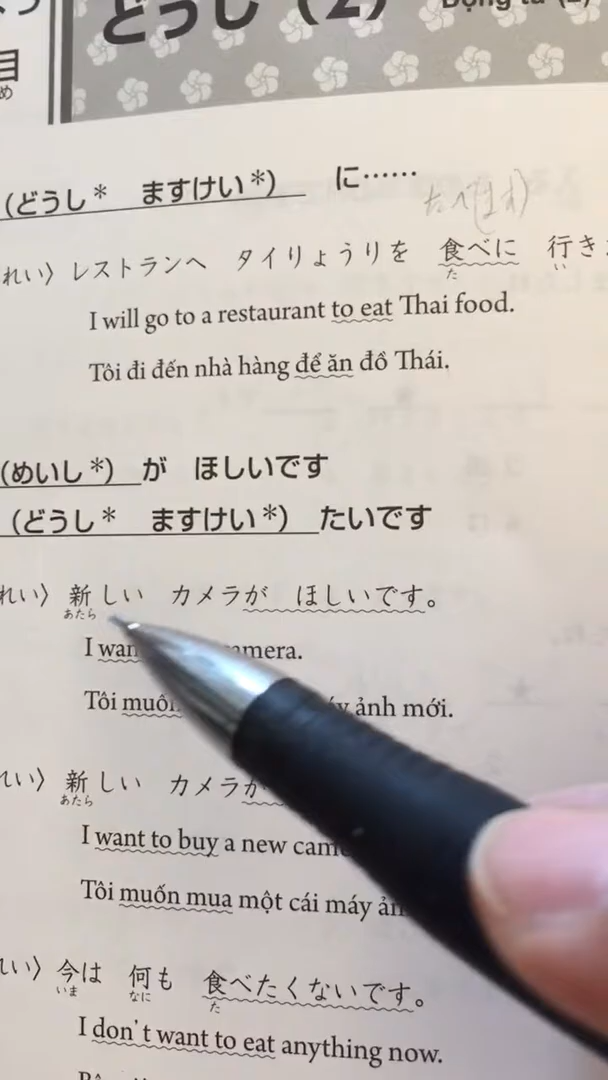 どうし（2）
Động từ (2)
目
め
(どうし* ますけい*) に……
たべ(ます)
れい〉レストランへ タイりょうりを 食べに 行き
た い
I will go to a restaurant to eat Thai food.
Tôi đi đến nhà hàng để ăn đồ Thái.
(めいし*) が ほしいです
(どうし* ますけい*) たいです
れい〉新しい カメラが ほしいです。
あたら
I wan amera.
Tôi muốn áy ảnh mới.
れい〉新しい カメラが
あたら
I want to buy a new came
Tôi muốn mua một cái máy ản
れい〉今は 何も 食べたくないです。
いま なに た
I don't want to eat anything now.